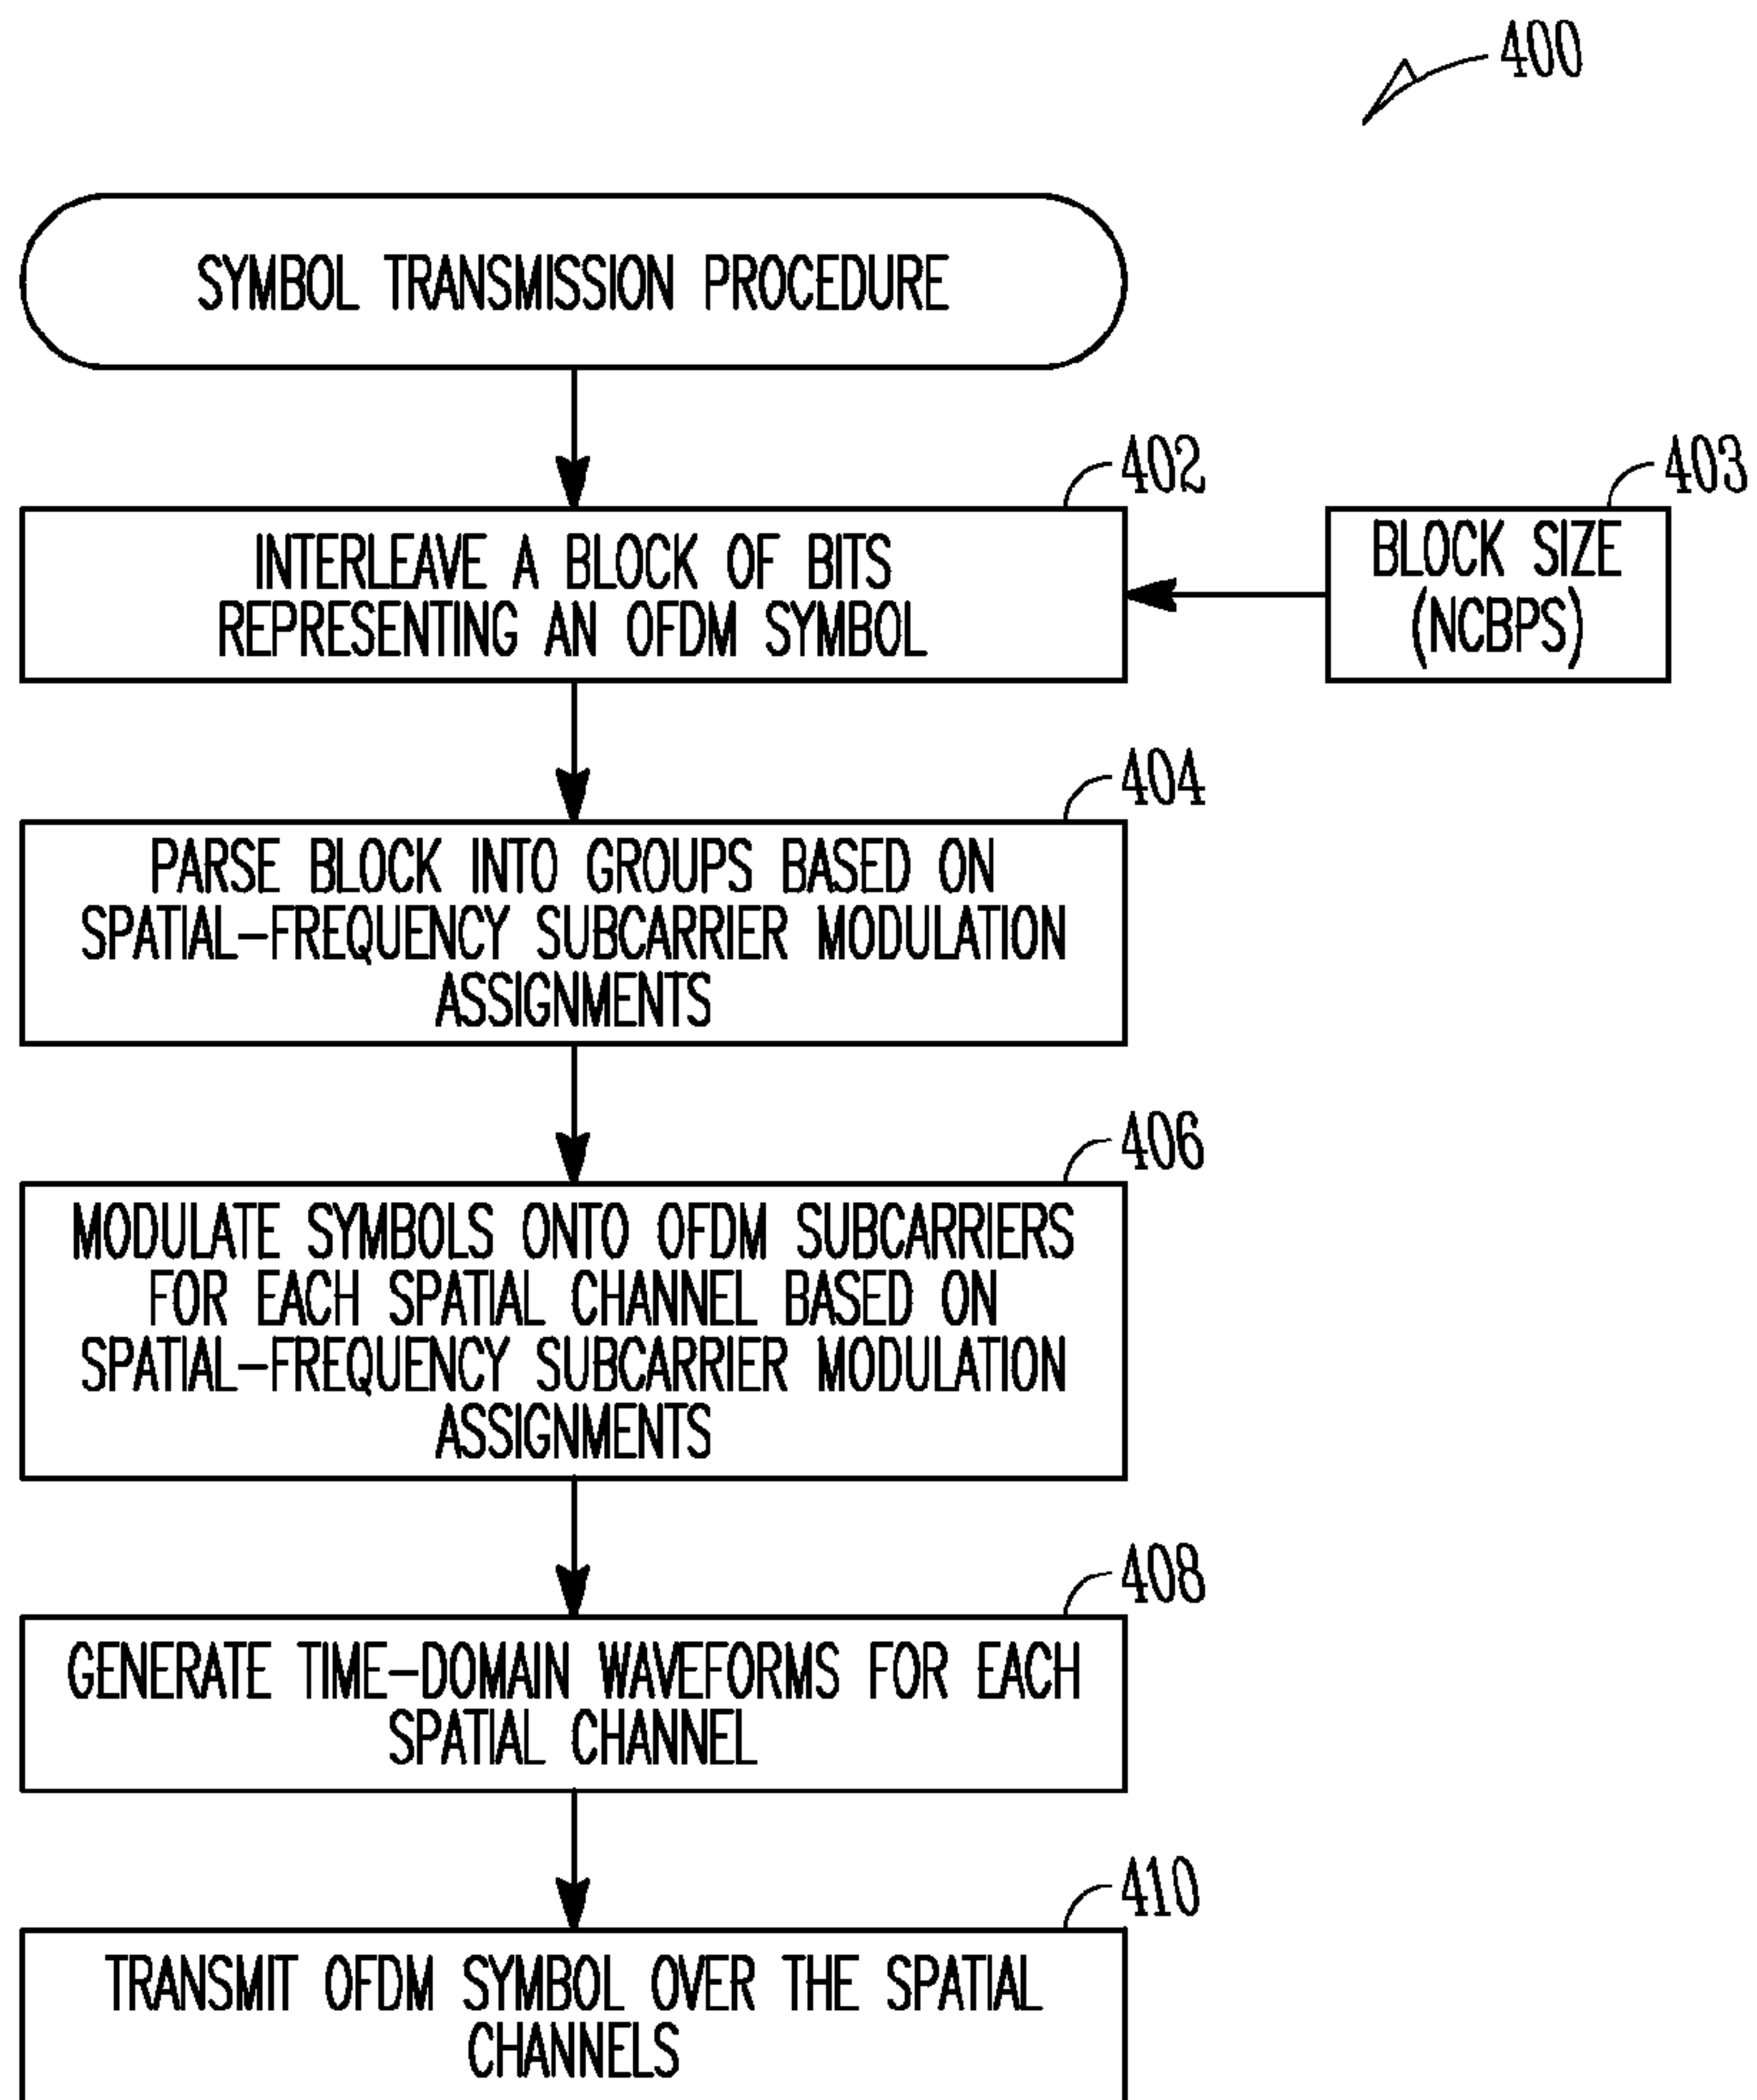 400
SYMBOL TRANSMISSION PROCEDURE
402
INTERLEAVE A BLOCK OF BITS
REPRESENTING AN OFDM SYMBOL
403
BLOCK SIZE
(NCBPS)
404
PARSE BLOCK INTO GROUPS BASED ON
SPATIAL-FREQUENCY SUBCARRIER MODULATION
ASSIGNMENTS
406
MODULATE SYMBOLS ONTO OFDM SUBCARRIERS
FOR EACH SPATIAL CHANNEL BASED ON
SPATIAL-FREQUENCY SUBCARRIER MODULATION
ASSIGNMENTS
408
GENERATE TIME-DOMAIN WAVEFORMS FOR EACH
SPATIAL CHANNEL
410
TRANSMIT OFDM SYMBOL OVER THE SPATIAL
CHANNELS